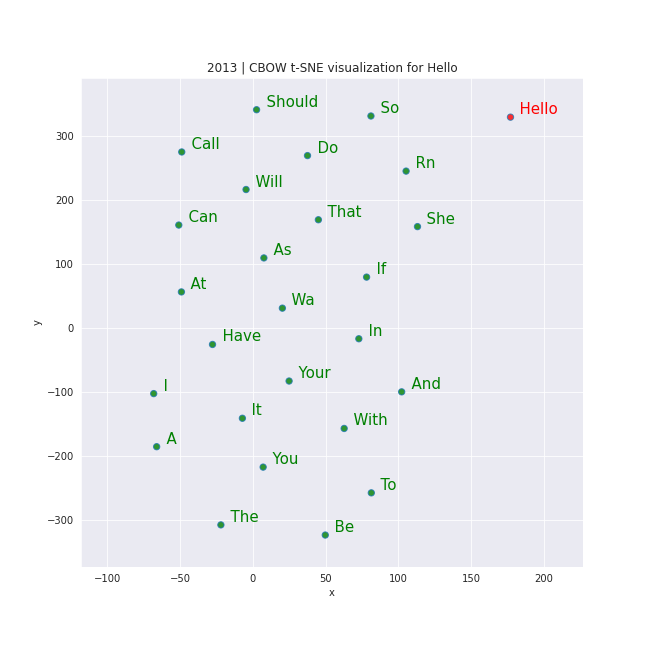 2013 | CBOW t-SNE visualization for Hello
Should
So
Hello
Call
Do
Rn
Will
Can
That
She
As
If
At
Wa
Have
In
Your
I
And
It
With
A
You
To
The
Be
300
200
100
0
−100
−200
−300
y
−100 −50 0 50 100 150 200
x